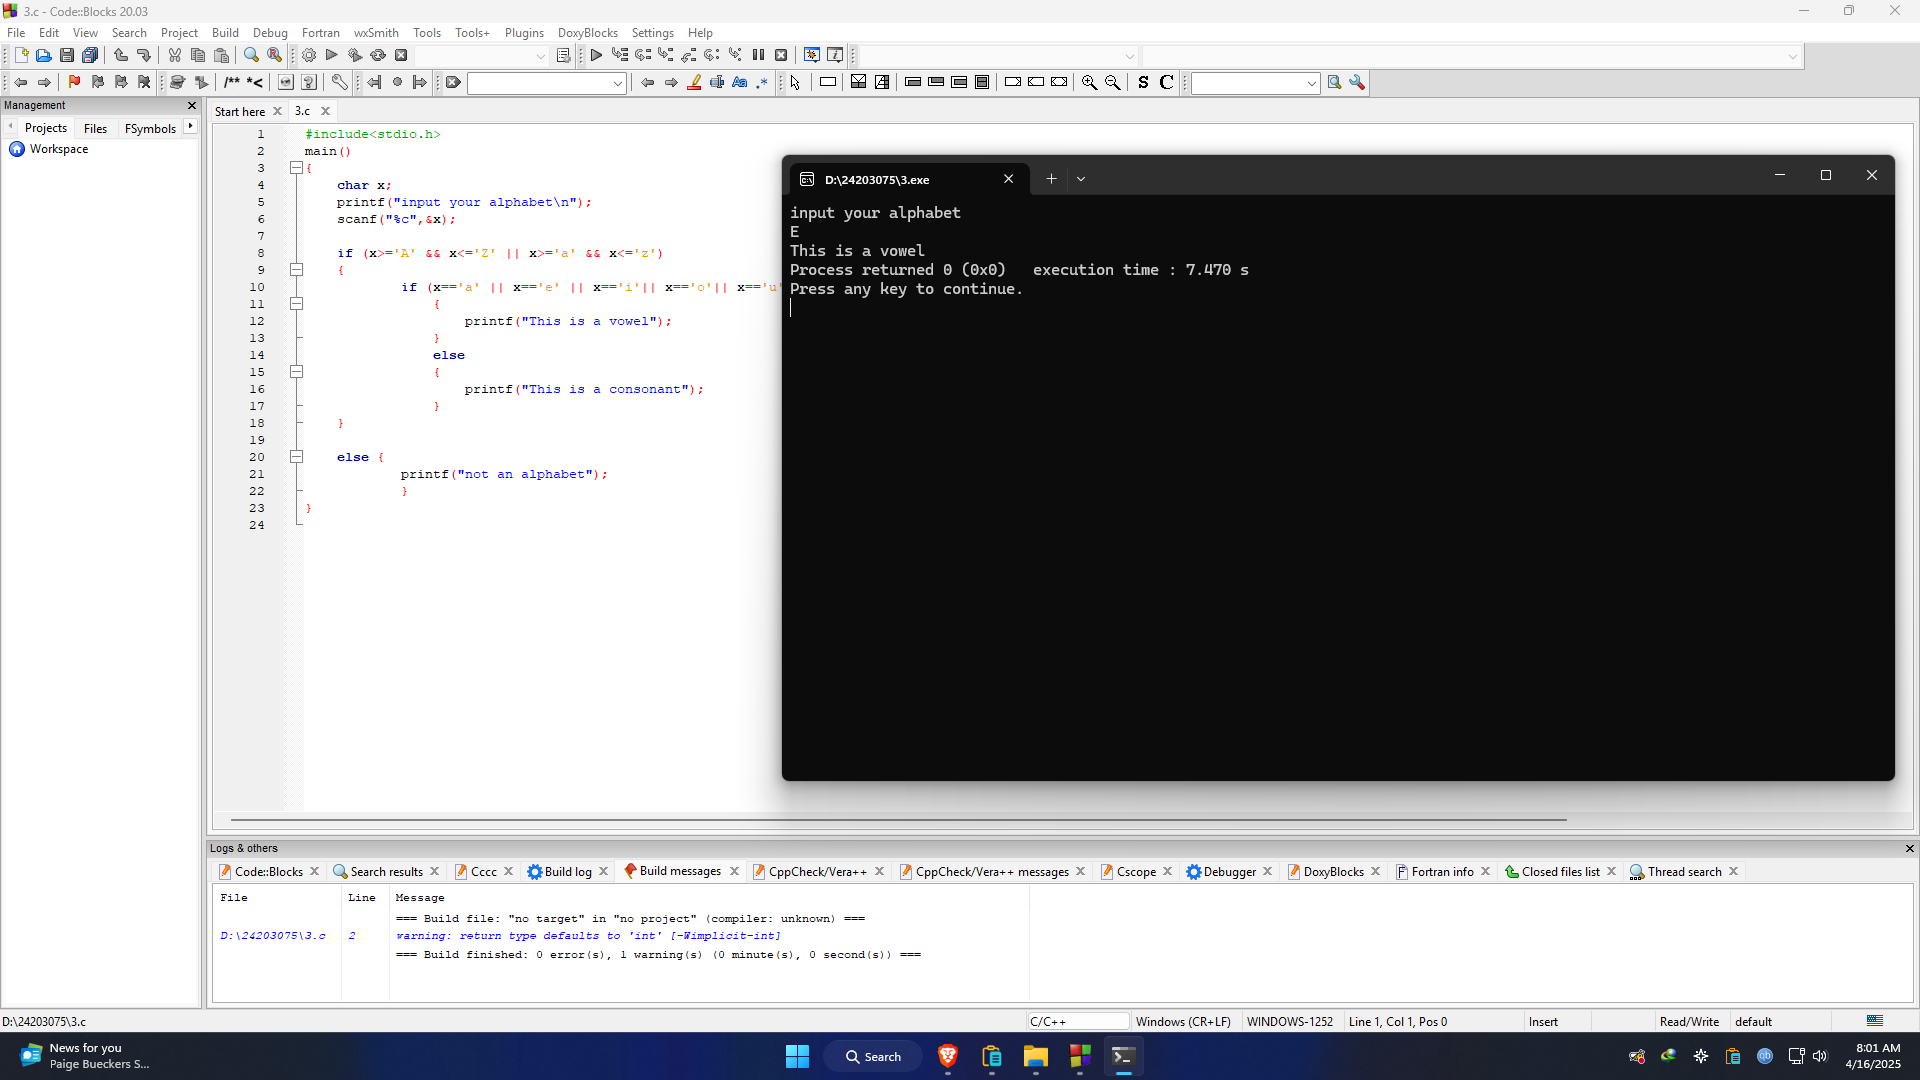 3.c - Code::Blocks 20.03
File Edit View Search Project Build Debug Fortran wxSmith Tools Tools+ Plugins DoxyBlocks Settings Help
/** *<
Aa .*
S C
Management
Projects Files FSymbols
Workspace
Start here 3.c
1 #include<stdio.h>
2 main()
3 {
4 char x;
5 printf("input your alphabet\n");
6 scanf("%c",&x);
7
8 if (x>='A' && x<='Z' || x>='a' && x<='z')
9 {
10 if (x=='a' || x=='e' || x=='i'|| x=='o'|| x=='u'
11 {
12 printf("This is a vowel");
13 }
14 else
15 {
16 printf("This is a consonant");
17 }
18 }
19
20 else {
21 printf("not an alphabet");
22 }
23 }
24
D:\24203075\3.exe
input your alphabet
E
This is a vowel
Process returned 0 (0x0) execution time : 7.470 s
Press any key to continue.
Logs & others
Code::Blocks Search results Cccc Build log Build messages CppCheck/Vera++ CppCheck/Vera++ messages Cscope Debugger DoxyBlocks Fortran info Closed files list Thread search
File Line Message
=== Build file: "no target" in "no project" (compiler: unknown) ===
D:\24203075\3.c 2 warning: return type defaults to 'int' [-Wimplicit-int]
=== Build finished: 0 error(s), 1 warning(s) (0 minute(s), 0 second(s)) ===
D:\24203075\3.c C/C++ Windows (CR+LF) WINDOWS-1252 Line 1, Col 1, Pos 0 Insert Read/Write default
News for you
Paige Bueckers S...
Search
qb
8:01 AM
4/16/2025